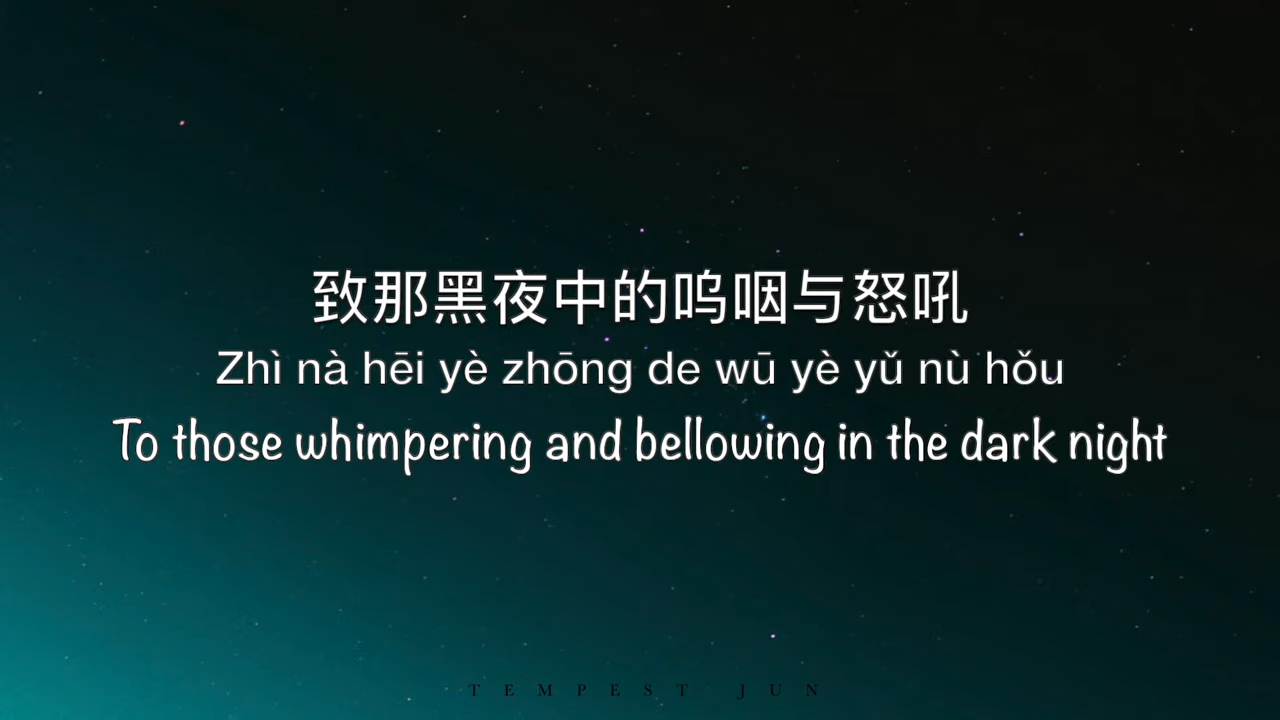 致那黑夜中的呜咽与怒吼
Zhì nà hēi yè zhōng de wū yè yǔ nù hǒu
To those whimpering and bellowing in the dark night
TEMPEST JUN